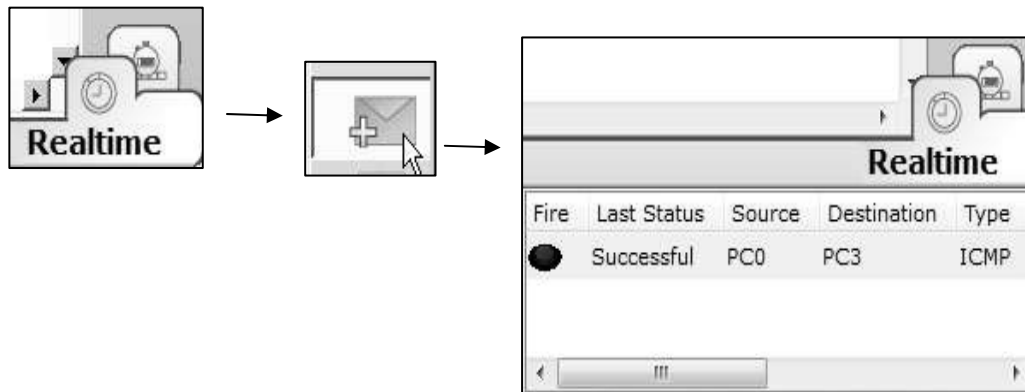 Realtime
Realtime
Fire Last Status Source Destination Type
Successful PC0 PC3 ICMP